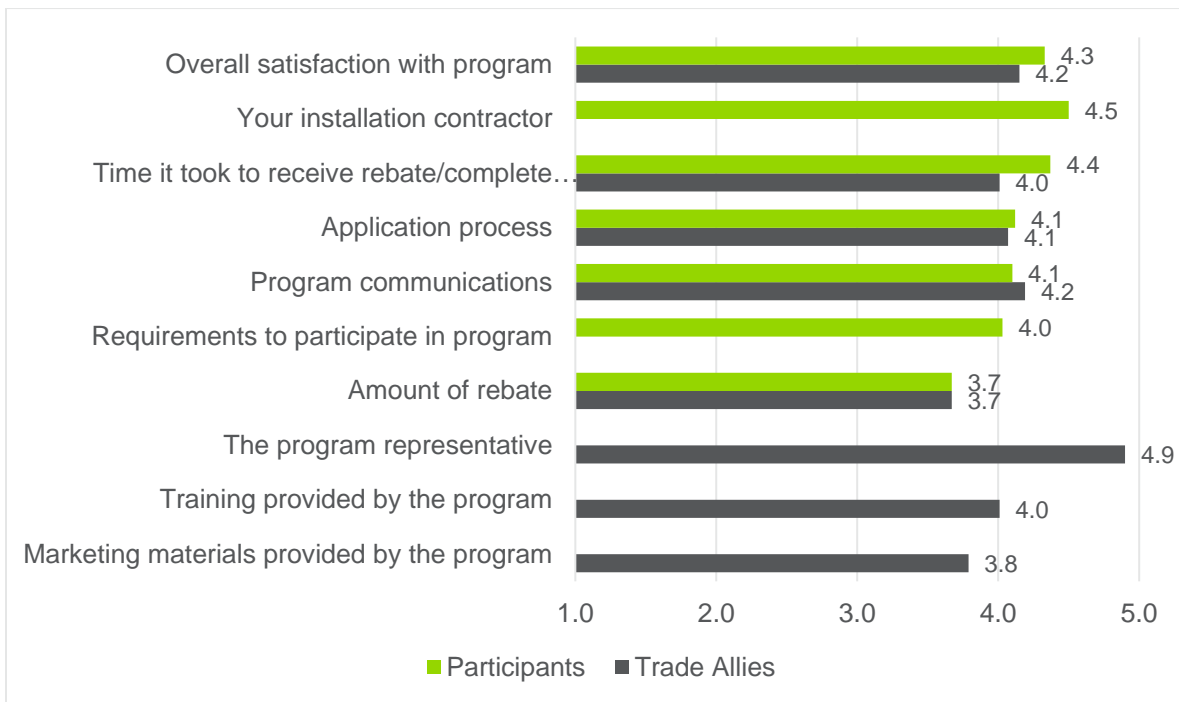 Overall satisfaction with program
4.3
4.2
Your installation contractor
4.5
Time it took to receive rebate/complete…
4.4
4.0
Application process
4.1
4.1
Program communications
4.1
4.2
Requirements to participate in program
4.0
Amount of rebate
3.7
3.7
The program representative
4.9
Training provided by the program
4.0
Marketing materials provided by the program
3.8
1.0 2.0 3.0 4.0 5.0
Participants Trade Allies